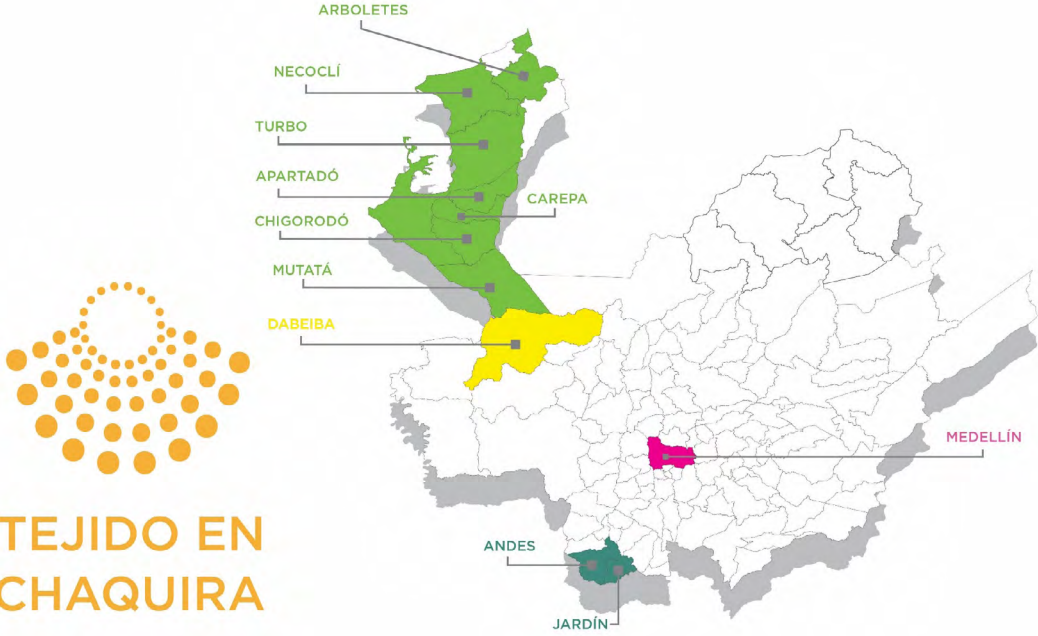 ARBOLETES
NECOCLÍ
TURBO
APARTADÓ
CAREPA
CHIGORODÓ
MUTATÁ
DABEIBA
MEDELLÍN
ANDES
JARDÍN
TEJIDO EN
CHAQUIRA